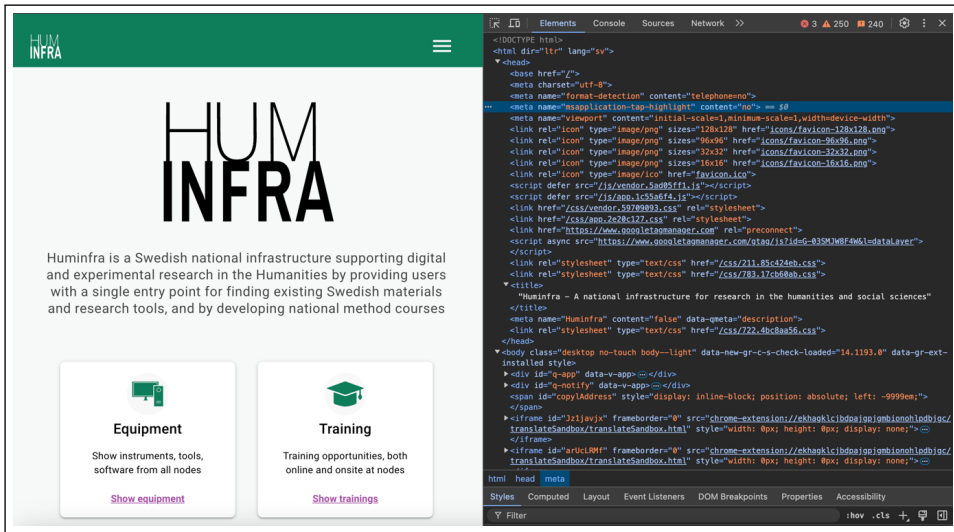 HUM
INFRA
HUM
INFRA
Huminfra is a Swedish national infrastructure supporting digital
and experimental research in the Humanities by providing users
with a single entry point for finding existing Swedish materials
and research tools, and by developing national method courses
Equipment
Show instruments, tools,
software from all nodes
Show equipment
Training
Training opportunities, both
online and onsite at nodes
Show trainings
Elements Console Sources Network 3 250 240
<!DOCTYPE html>
<html dir="ltr" lang="sv">
<head>
<base href="/">
<meta charset="utf-8">
<meta name="format-detection" content="telephone=no">
<meta name="msapplication-tap-highlight" content="no"> == $0
<meta name="viewport" content="initial-scale=1,minimum-scale=1,width=device-width">
<link rel="icon" type="image/png" sizes="128x128" href="icons/favicon-128x128.png">
<link rel="icon" type="image/png" sizes="96x96" href="icons/favicon-96x96.png">
<link rel="icon" type="image/png" sizes="32x32" href="icons/favicon-32x32.png">
<link rel="icon" type="image/png" sizes="16x16" href="icons/favicon-16x16.png">
<link rel="icon" type="image/ico" href="favicon.ico">
<script defer src="/js/vendor.5ad05ff1.js"></script>
<script defer src="/js/app.1c55a6f4.js"></script>
<link href="/css/vendor.59709093.css" rel="stylesheet">
<link href="/css/app.2e20c127.css" rel="stylesheet">
<link href="https://www.googletagmanager.com" rel="preconnect">
<script async src="https://www.googletagmanager.com/gtag/js?id=G-03SMJW8F4W&l=dataLayer">
</script>
<link rel="stylesheet" type="text/css" href="/css/211.85c424eb.css">
<link rel="stylesheet" type="text/css" href="/css/783.17cb60ab.css">
<title>
"Huminfra – A national infrastructure for research in the humanities and social sciences"
</title>
<meta name="Huminfra" content="false" data-qmeta="description">
<link rel="stylesheet" type="text/css" href="/css/722.4bc8aa56.css">
</head>
<body class="desktop no-touch body--light" data-new-gr-c-s-check-loaded="14.1193.0" data-gr-ext-
installed style>
<div id="q-app" data-v-app>…</div>
<div id="q-notify" data-v-app>…</div>
<span id="copylAddress" style="display: inline-block; position: absolute; left: -9999em;">
</span>
<iframe id="Jz1javjx" frameborder="0" src="chrome-extension://ekhagklcjbdpajgpjgmbionohlpdbjgc/
translateSandbox/translateSandbox.html" style="width: 0px; height: 0px; display: none;">…
</iframe>
<iframe id="arUcLRMf" frameborder="0" src="chrome-extension://ekhagklcjbdpajgpjgmbionohlpdbjgc/
translateSandbox/translateSandbox.html" style="width: 0px; height: 0px; display: none;">…
html head meta
Styles Computed Layout Event Listeners DOM Breakpoints Properties Accessibility
Filter :hov .cls